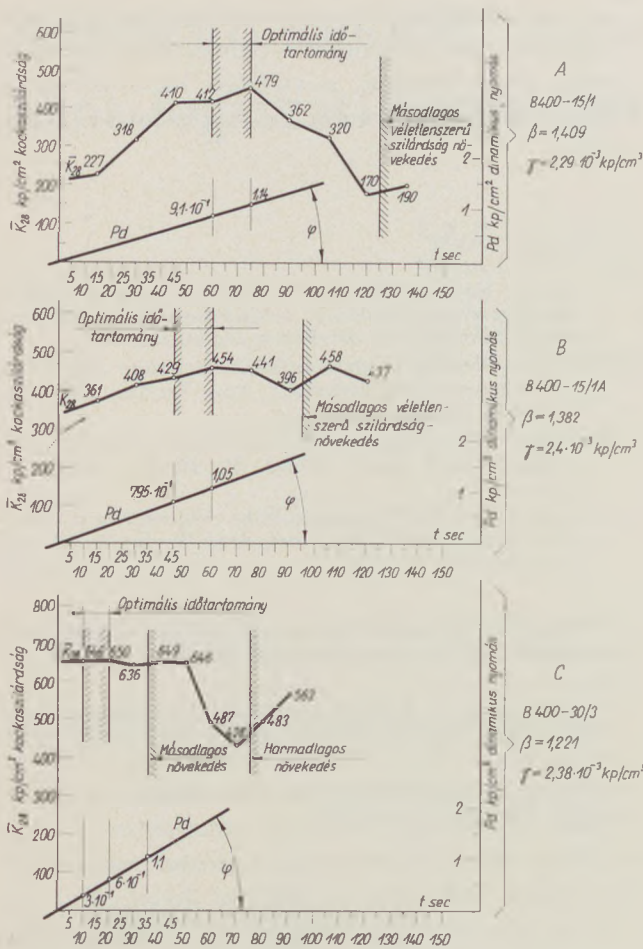 600
500
400
300
200
100
K̄28 kp/cm² kockaszilárdság
Optimális idő-
tartomány
K̄28
227
318
410
412
479
362
320
170
190
Másodlagos
véletlenszerű
szilárdság nö-
vekedés
Pd
9,1·10⁻¹
1,14
φ
t sec
2
1
Pd kp/cm² dinamikus nyomás
5 15 25 35 45
10 20 30 40 50 60 70 80 90 100 110 120 130 140 150
A
B400-15/1
β=1,409
γ=2,29·10⁻³kp/cm³
600
500
400
300
200
100
K̄28 kp/cm² kockaszilárdság
Optimális idő-
tartomány
K28
361
408
429
454
441
396
458
437
Másodlagos véletlen-
szerű szilárdság-
növekedés
Pd
7,95·10⁻¹
1,05
φ
t sec
2
1
Pd kp/cm² dinamikus nyomás
5 15 25 35 45
10 20 30 40 50 60 70 80 90 100 110 120 130 140 150
B
B400-15/1A
β=1,382
γ=2,4·10⁻³kp/cm³
800
700
600
500
400
300
200
100
K̄28 kp/cm² kockaszilárdság
Optimális időtartomány
650
636
649
646
487
483
562
Másodlagos
növekedés
Harmadlagos
növekedés
Pd
3·10⁻¹
6·10⁻¹
1,1
φ
t sec
2
1
Pd kp/cm² dinamikus nyomás
5 15 25 35 45
10 20 30 40 50 60 70 80 90 100 110 120 130 140 150
C
B400-30/3
β=1,221
γ=2,38·10⁻³kp/cm³